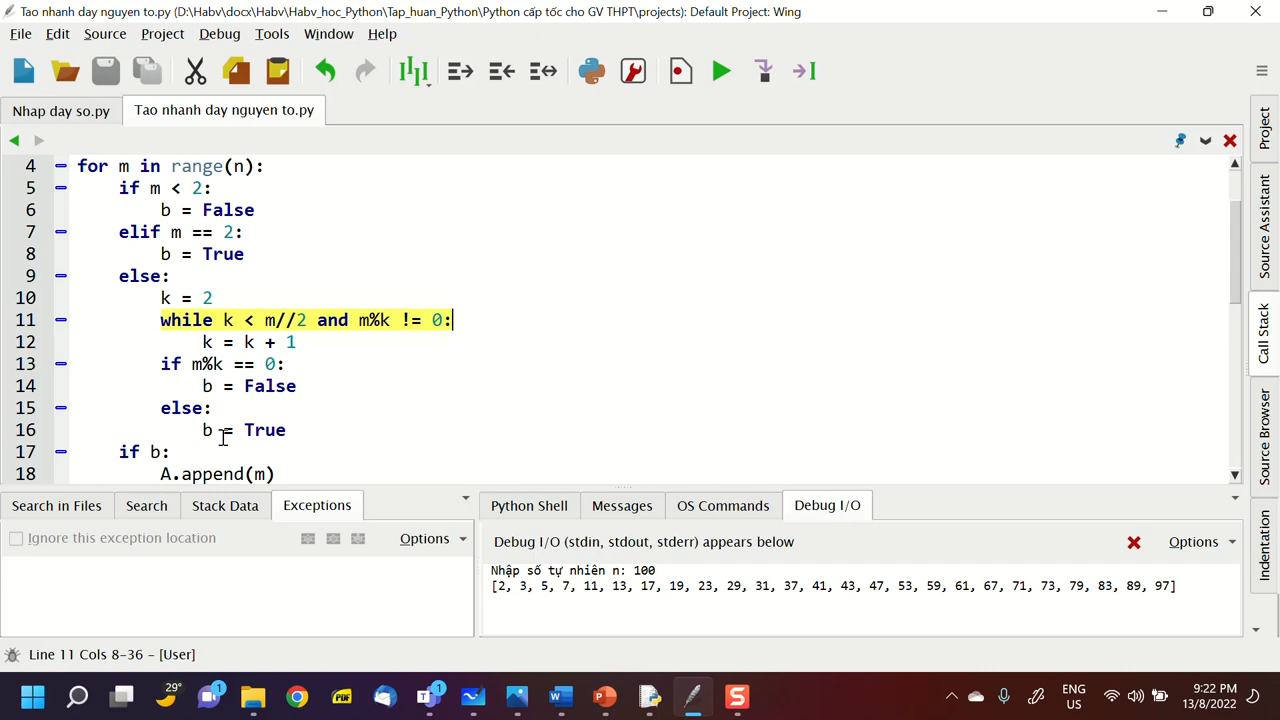 Tao nhanh day nguyen to.py (D:\Habv\docx\Habv\Habv_hoc_Python\Tap_huan_Python\Python cấp tốc cho GV THPT\projects): Default Project: Wing
File Edit Source Project Debug Tools Window Help
Nhap day so.py Tao nhanh day nguyen to.py
4 for m in range(n):
5 if m < 2:
6 b = False
7 elif m == 2:
8 b = True
9 else:
10 k = 2
11 while k < m//2 and m%k != 0:
12 k = k + 1
13 if m%k == 0:
14 b = False
15 else:
16 b = True
17 if b:
18 A.append(m)
Project
Source Assistant
Call Stack
Source Browser
Indentation
Search in Files Search Stack Data Exceptions
Ignore this exception location Options
Python Shell Messages OS Commands Debug I/O
Debug I/O (stdin, stdout, stderr) appears below Options
Nhập số tự nhiên n: 100
[2, 3, 5, 7, 11, 13, 17, 19, 23, 29, 31, 37, 41, 43, 47, 53, 59, 61, 67, 71, 73, 79, 83, 89, 97]
Line 11 Cols 8-36 – [User]
29° 1 PDF 1 W P S
ENG
US
9:22 PM
13/8/2022